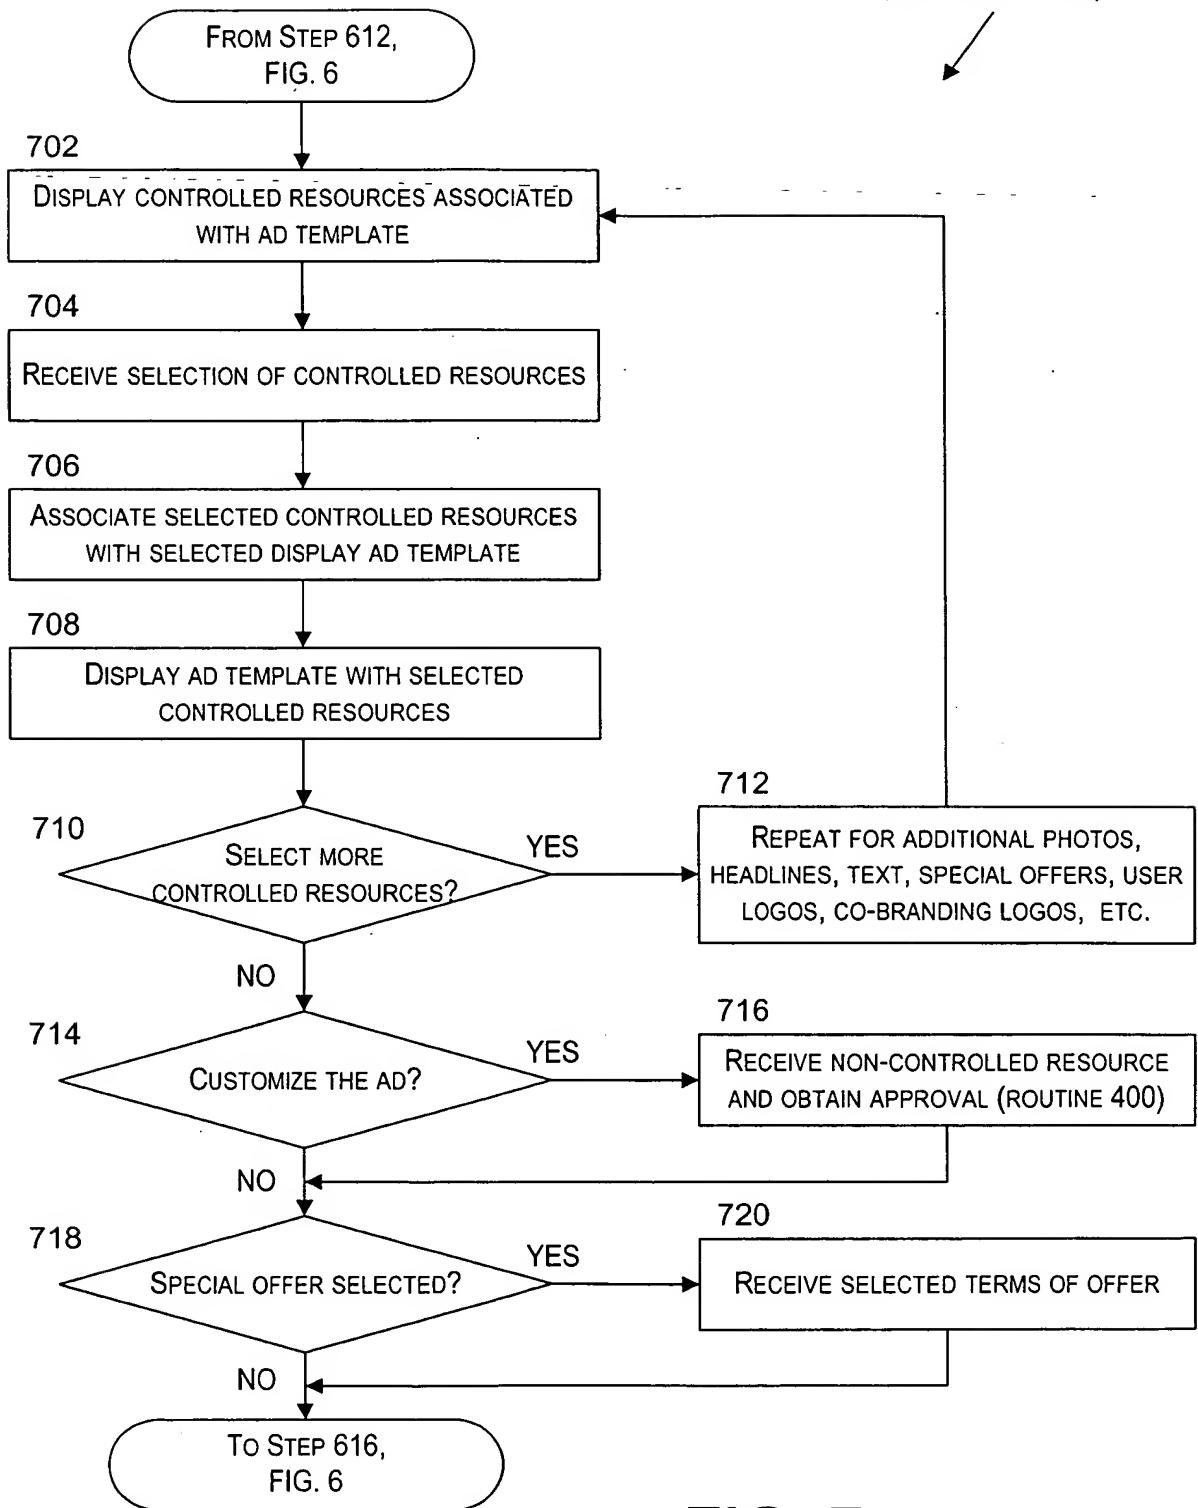 FROM STEP 612,
FIG. 6
702
DISPLAY CONTROLLED RESOURCES ASSOCIATED
WITH AD TEMPLATE
704
RECEIVE SELECTION OF CONTROLLED RESOURCES
706
ASSOCIATE SELECTED CONTROLLED RESOURCES
WITH SELECTED DISPLAY AD TEMPLATE
708
DISPLAY AD TEMPLATE WITH SELECTED
CONTROLLED RESOURCES
710
SELECT MORE
CONTROLLED RESOURCES?
YES
712
REPEAT FOR ADDITIONAL PHOTOS,
HEADLINES, TEXT, SPECIAL OFFERS, USER
LOGOS, CO-BRANDING LOGOS, ETC.
NO
714
CUSTOMIZE THE AD?
YES
716
RECEIVE NON-CONTROLLED RESOURCE
AND OBTAIN APPROVAL (ROUTINE 400)
NO
718
SPECIAL OFFER SELECTED?
YES
720
RECEIVE SELECTED TERMS OF OFFER
NO
TO STEP 616,
FIG. 6